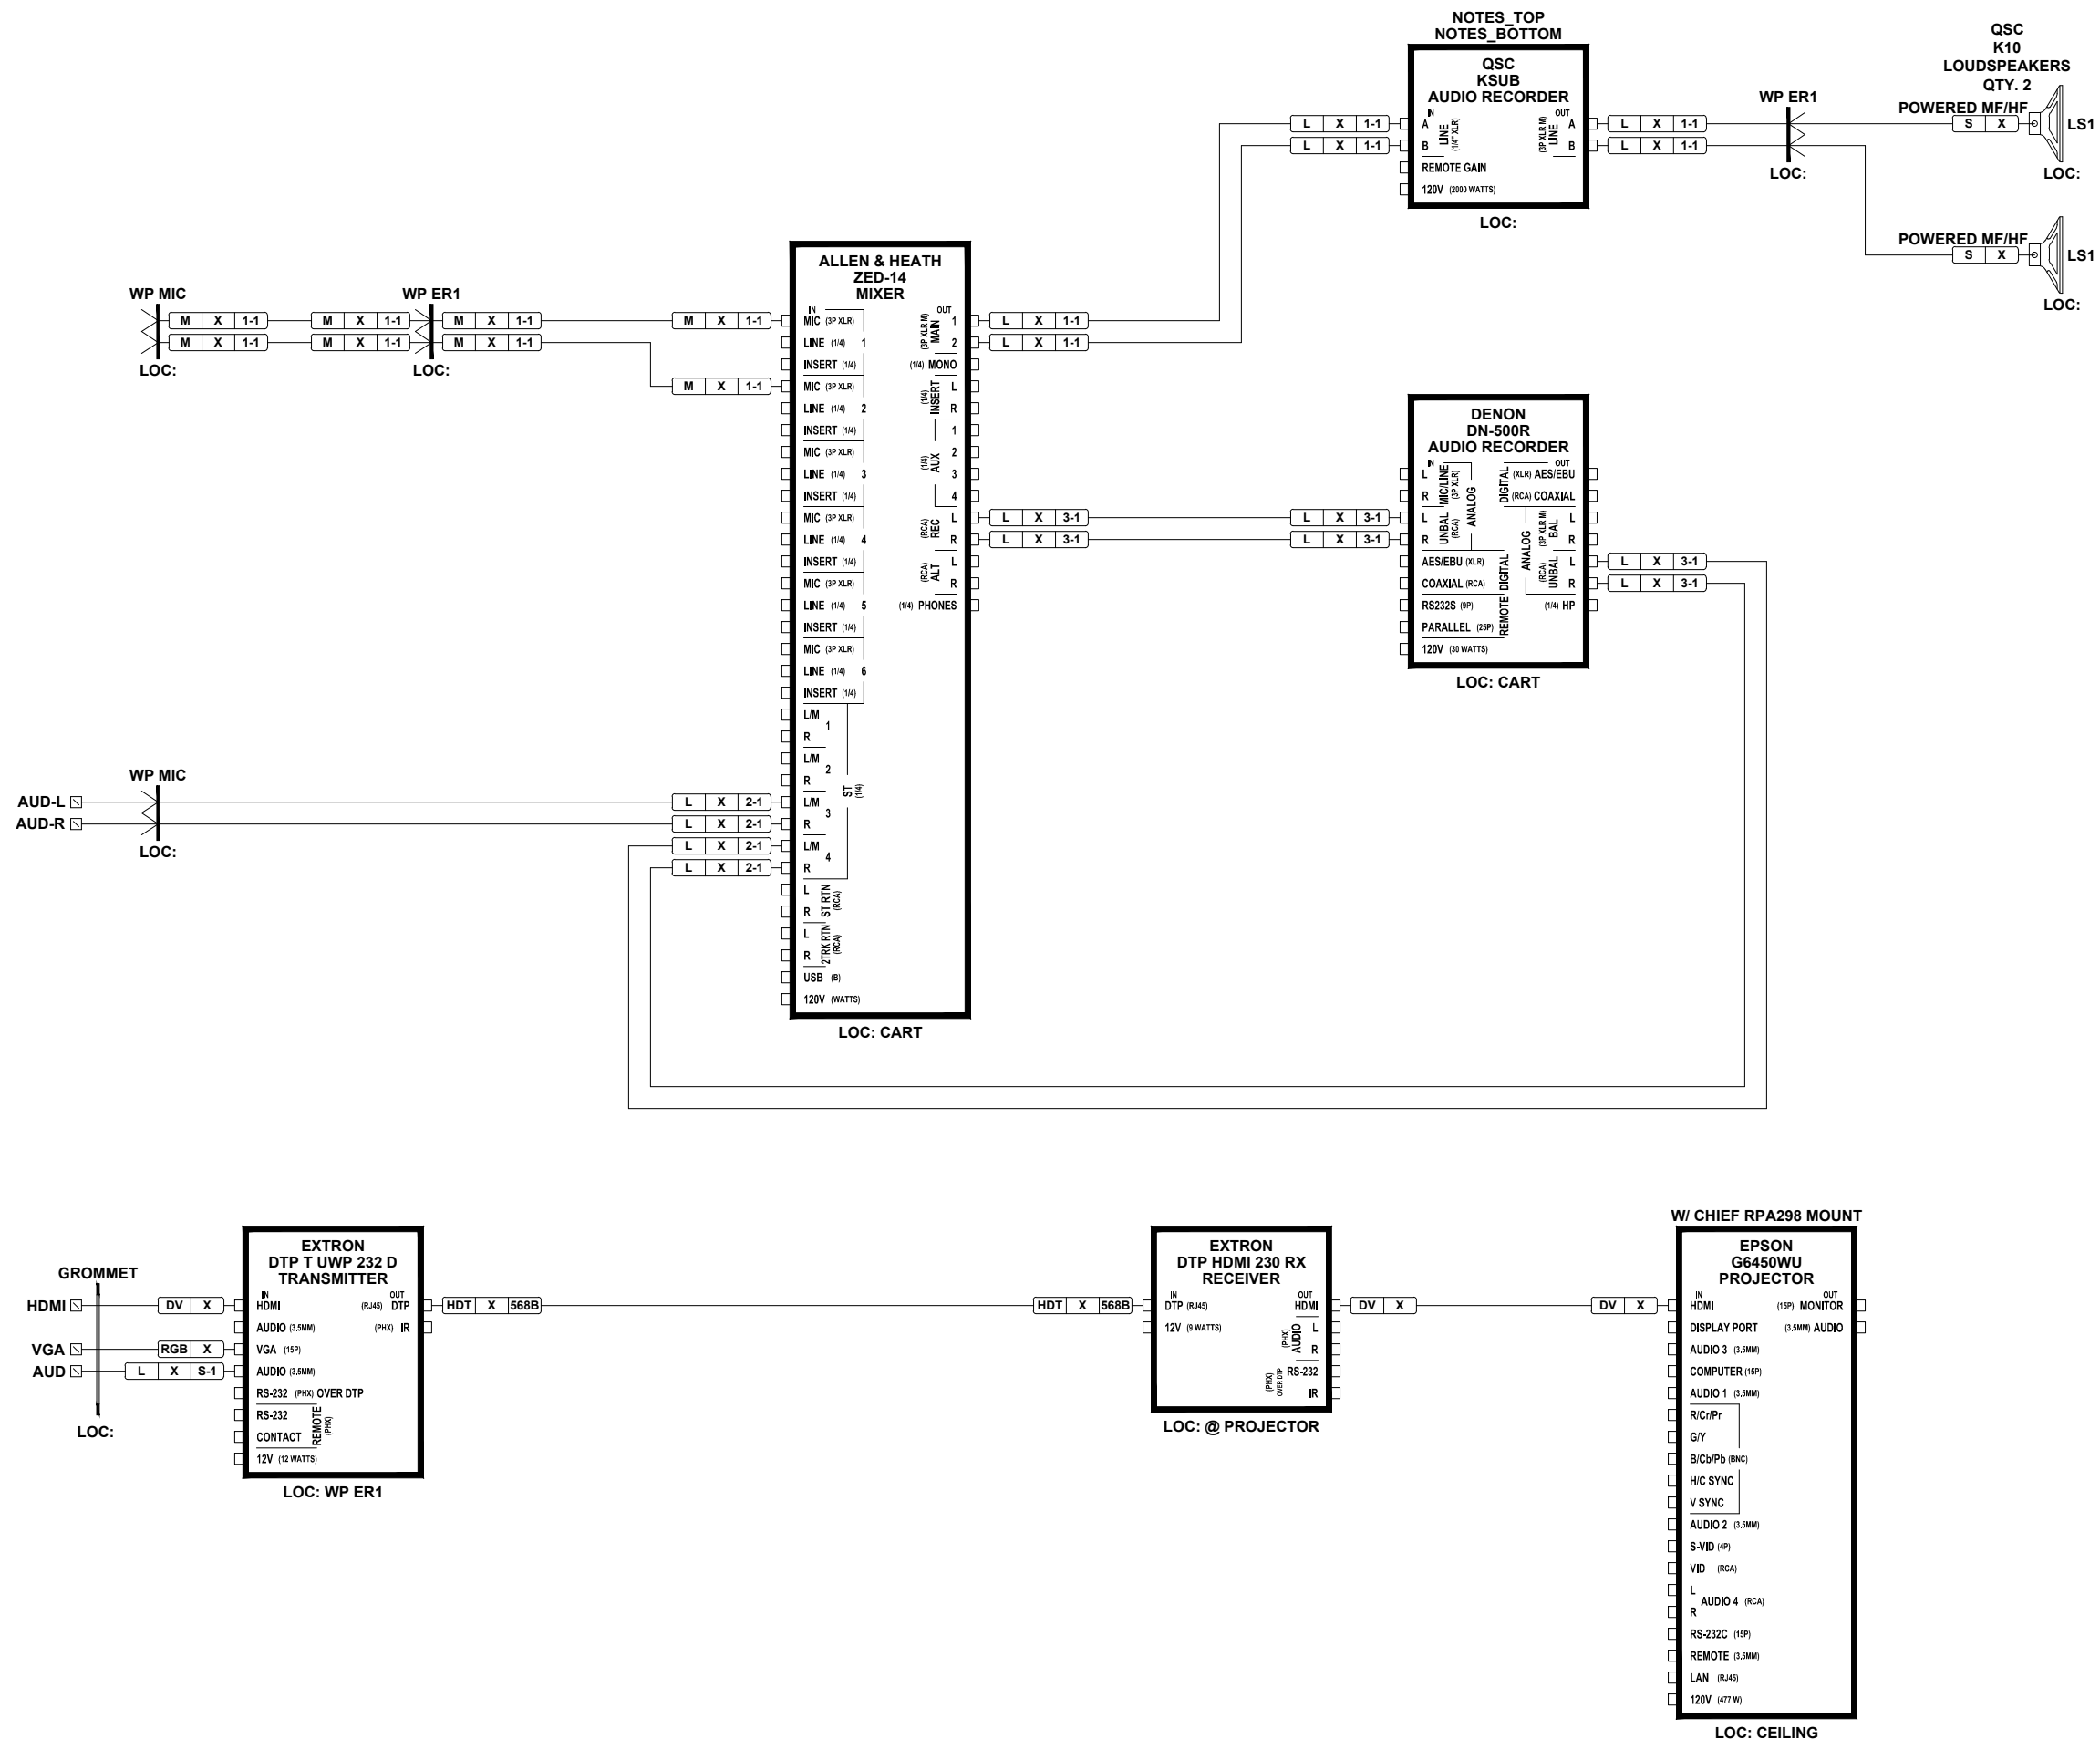 NOTES_TOP
NOTES_BOTTOM
QSC
KSUB
AUDIO RECORDER
IN
OUT
L X 1-1
A
LINE
(1/4" XLR)
(3P XLR M)
LINE
A
L X 1-1
L X 1-1
B
B
L X 1-1
REMOTE GAIN
120V (2000 WATTS)
LOC:
WP ER1
LOC:
QSC
K10
LOUDSPEAKERS
QTY. 2
POWERED MF/HF
S X
LS1
LOC:
POWERED MF/HF
S X
LS1
LOC:
WP MIC
M X 1-1
M X 1-1
M X 1-1
M X 1-1
LOC:
WP ER1
M X 1-1
M X 1-1
M X 1-1
M X 1-1
LOC:
ALLEN & HEATH
ZED-14
MIXER
IN
MIC (3P XLR)
LINE (1/4) 1
INSERT (1/4)
MIC (3P XLR)
LINE (1/4) 2
INSERT (1/4)
MIC (3P XLR)
LINE (1/4) 3
INSERT (1/4)
MIC (3P XLR)
LINE (1/4) 4
INSERT (1/4)
MIC (3P XLR)
LINE (1/4) 5
INSERT (1/4)
MIC (3P XLR)
LINE (1/4) 6
INSERT (1/4)
L/M
1
R
L/M
2
R
L/M
3
R
L/M
4
R
ST
(1/4)
L
R
ST RTN
(RCA)
L
R
2TRK RTN
(RCA)
USB (B)
120V (WATTS)
OUT
(3P XLR M)
MAIN
1
2
(1/4) MONO
(1/4)
INSERT
L
R
(1/4)
AUX
1
2
3
4
(RCA)
REC
L
R
(RCA)
ALT
L
R
(1/4) PHONES
LOC: CART
L X 1-1
L X 1-1
L X 3-1
L X 3-1
L X 3-1
L X 3-1
DENON
DN-500R
AUDIO RECORDER
IN
L
R
MIC/LINE
(3P XLR)
L
R
UNBAL
(RCA)
ANALOG
AES/EBU (XLR)
COAXIAL (RCA)
DIGITAL
RS232S (9P)
PARALLEL (25P)
REMOTE
120V (30 WATTS)
OUT
DIGITAL
(XLR) AES/EBU
(RCA) COAXIAL
ANALOG
(3P XLR M)
BAL
L
R
(RCA)
UNBAL
L
R
(1/4) HP
LOC: CART
L X 3-1
L X 3-1
WP MIC
AUD-L
AUD-R
LOC:
L X 2-1
L X 2-1
L X 2-1
L X 2-1
GROMMET
HDMI
VGA
AUD
LOC:
DV X
RGB X
L X S-1
EXTRON
DTP T UWP 232 D
TRANSMITTER
IN
HDMI
AUDIO (3.5MM)
VGA (15P)
AUDIO (3.5MM)
RS-232 (PHX) OVER DTP
RS-232
CONTACT
REMOTE
(PHX)
12V (12 WATTS)
OUT
(RJ45) DTP
(PHX) IR
LOC: WP ER1
HDT X 568B
HDT X 568B
EXTRON
DTP HDMI 230 RX
RECEIVER
IN
DTP (RJ45)
12V (9 WATTS)
OUT
HDMI
(PHX)
AUDIO
L
R
(PHX)
OVER DTP
RS-232
IR
LOC: @ PROJECTOR
DV X
DV X
W/ CHIEF RPA298 MOUNT
EPSON
G6450WU
PROJECTOR
IN
HDMI
DISPLAY PORT
AUDIO 3 (3.5MM)
COMPUTER (15P)
AUDIO 1 (3.5MM)
R/Cr/Pr
G/Y
B/Cb/Pb (BNC)
H/C SYNC
V SYNC
AUDIO 2 (3.5MM)
S-VID (4P)
VID (RCA)
L
AUDIO 4 (RCA)
R
RS-232C (15P)
REMOTE (3.5MM)
LAN (RJ45)
120V (477 W)
OUT
(15P) MONITOR
(3.5MM) AUDIO
LOC: CEILING